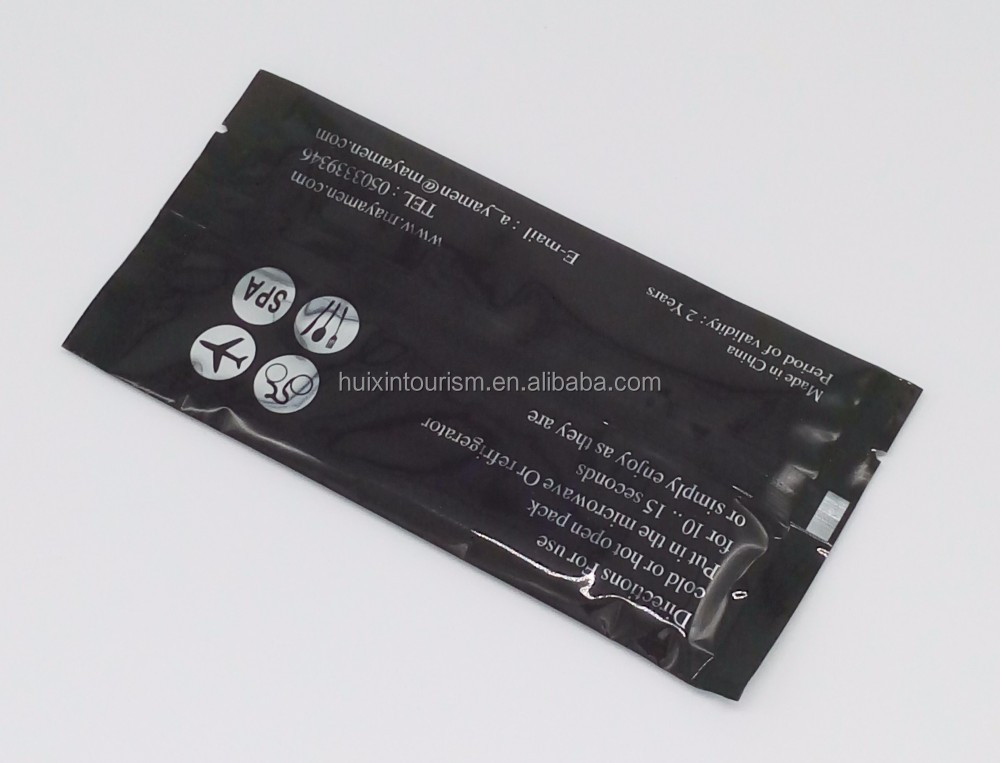 Directions For use
cold or hot open pack
Put in the microwave Or refrigerator
for 10 .. 15 seconds
or simply enjoy as they are
Made in China
Period of validity : 2 Years
SPA
www.mayamen.com
TEL : 0503339346
E-mail : a_yamen@mayamen.com
huixintourism.en.alibaba.com